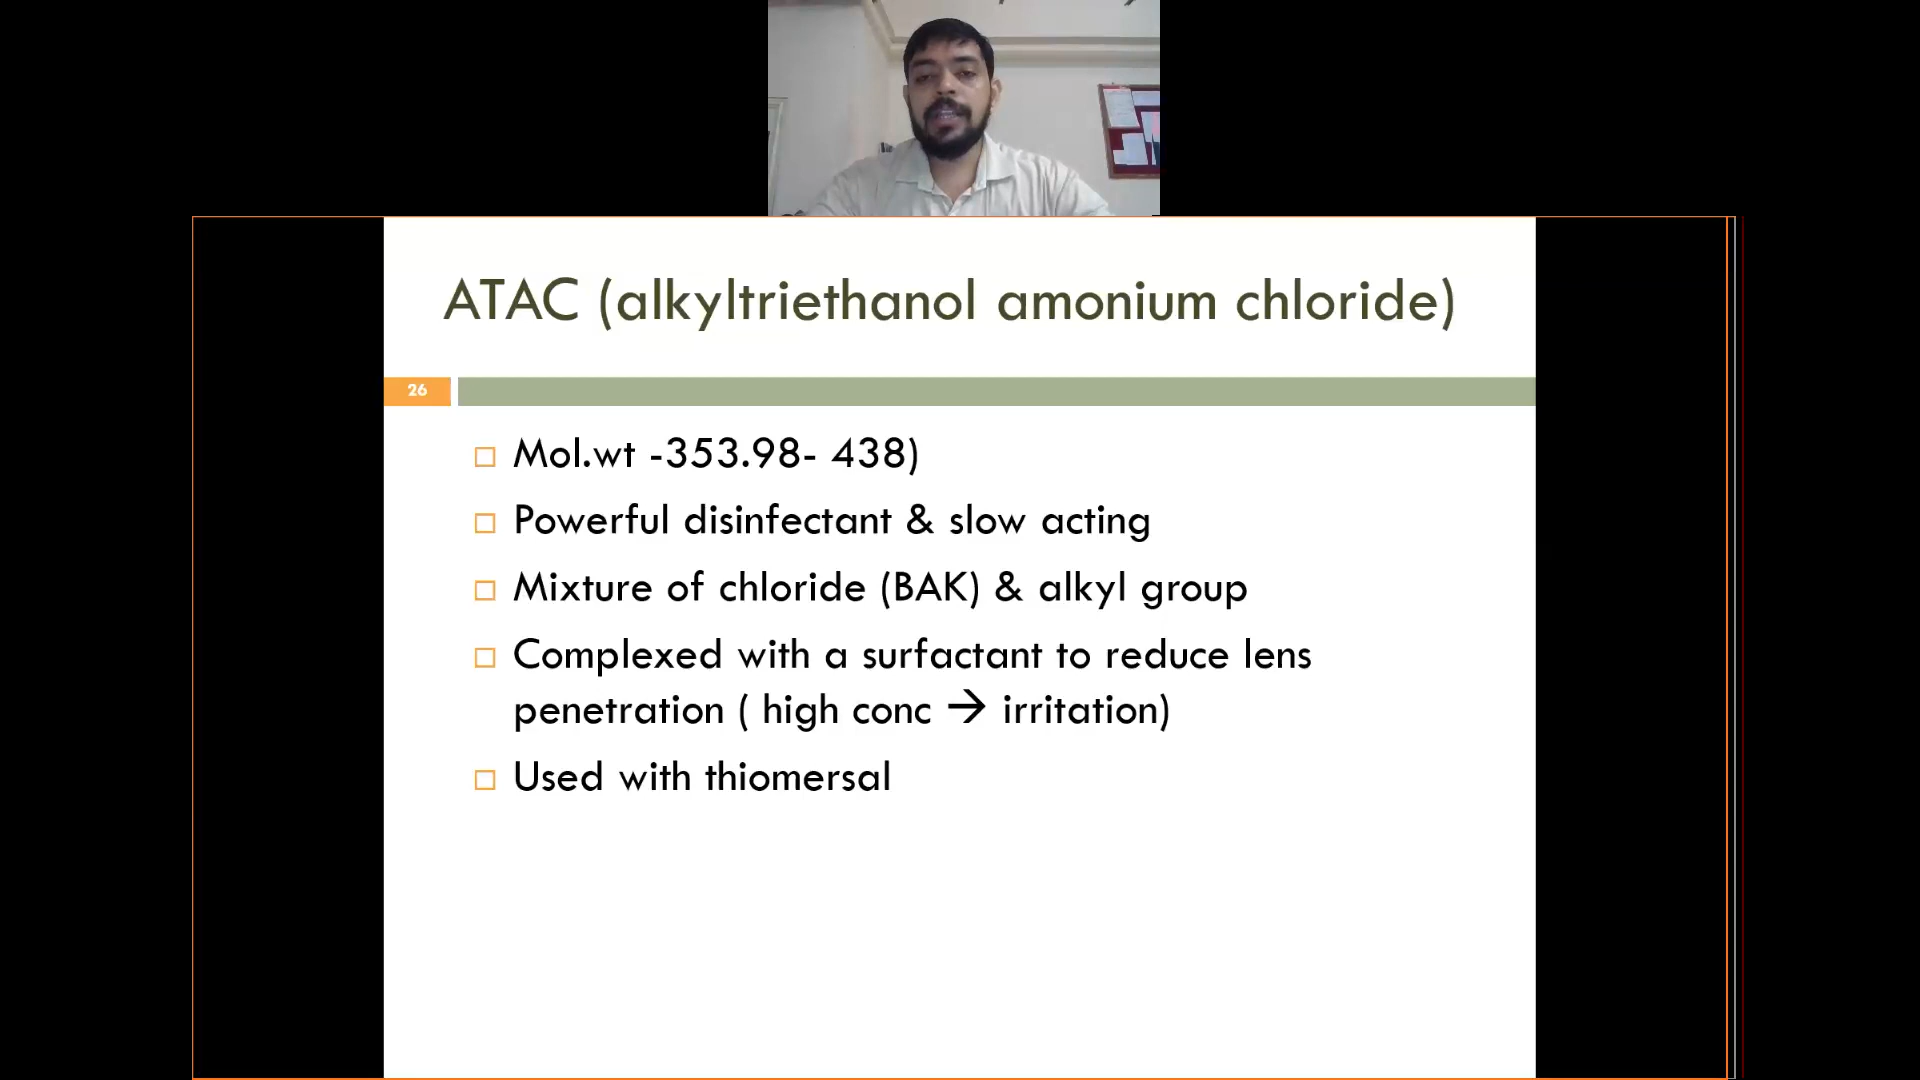 ATAC (alkyltriethanol amonium chloride)
26
Mol.wt -353.98- 438)
Powerful disinfectant & slow acting
Mixture of chloride (BAK) & alkyl group
Complexed with a surfactant to reduce lens
penetration ( high conc → irritation)
Used with thiomersal